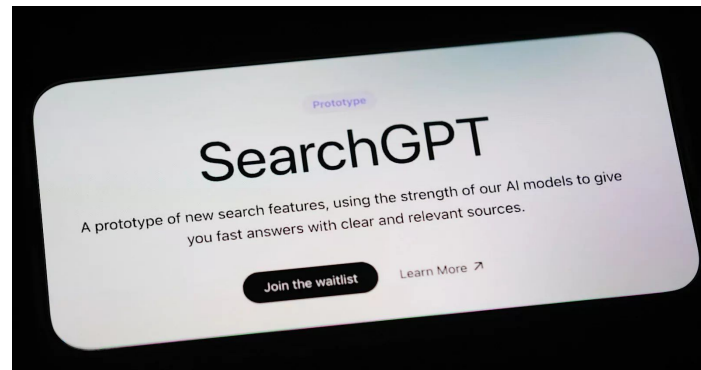 Prototype
SearchGPT
A prototype of new search features, using the strength of our AI models to give
you fast answers with clear and relevant sources.
Join the waitlist
Learn More ↗